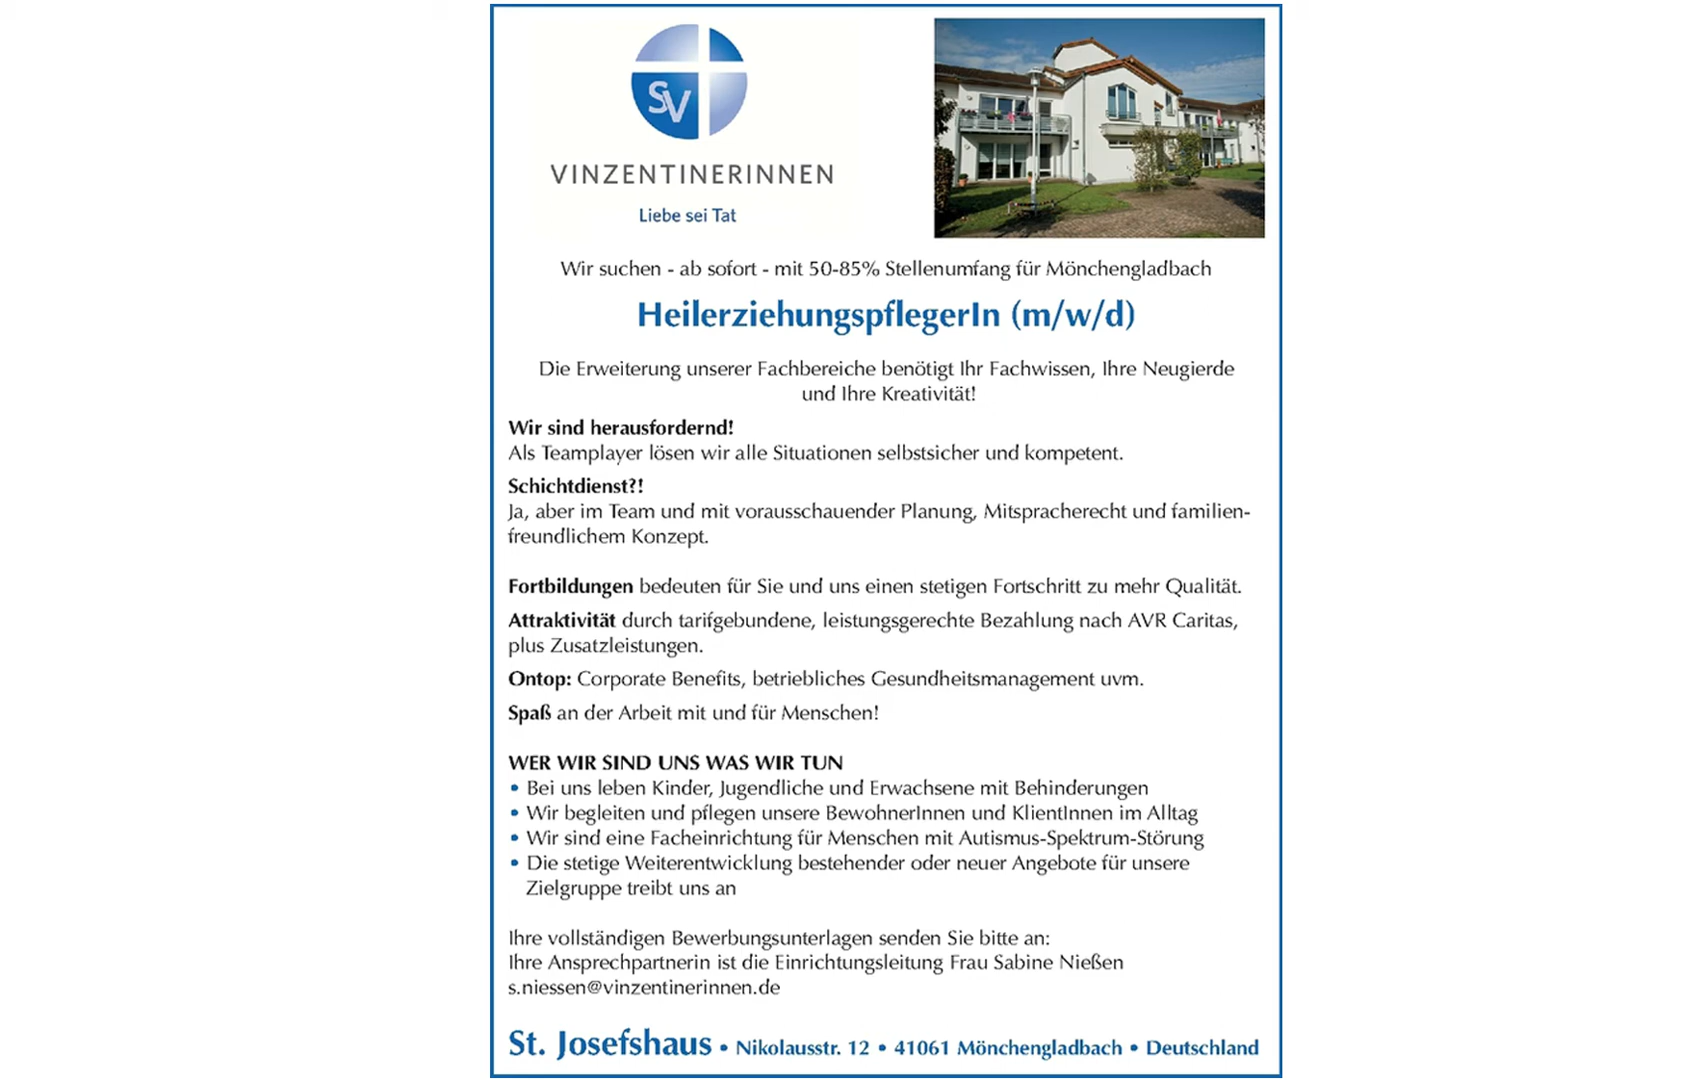 SV
VINZENTINERINNEN
Liebe sei Tat
Wir suchen - ab sofort - mit 50-85% Stellenumfang für Mönchengladbach
HeilerziehungspflegerIn (m/w/d)
Die Erweiterung unserer Fachbereiche benötigt Ihr Fachwissen, Ihre Neugierde
und Ihre Kreativität!
Wir sind herausfordernd!
Als Teamplayer lösen wir alle Situationen selbstsicher und kompetent.
Schichtdienst?!
Ja, aber im Team und mit vorausschauender Planung, Mitspracherecht und familien-
freundlichem Konzept.
Fortbildungen bedeuten für Sie und uns einen stetigen Fortschritt zu mehr Qualität.
Attraktivität durch tarifgebundene, leistungsgerechte Bezahlung nach AVR Caritas,
plus Zusatzleistungen.
Ontop: Corporate Benefits, betriebliches Gesundheitsmanagement uvm.
Spaß an der Arbeit mit und für Menschen!
WER WIR SIND UNS WAS WIR TUN
• Bei uns leben Kinder, Jugendliche und Erwachsene mit Behinderungen
• Wir begleiten und pflegen unsere BewohnerInnen und KlientInnen im Alltag
• Wir sind eine Facheinrichtung für Menschen mit Autismus-Spektrum-Störung
• Die stetige Weiterentwicklung bestehender oder neuer Angebote für unsere
Zielgruppe treibt uns an
Ihre vollständigen Bewerbungsunterlagen senden Sie bitte an:
Ihre Ansprechpartnerin ist die Einrichtungsleitung Frau Sabine Nießen
s.niessen@vinzentinerinnen.de
St. Josefshaus • Nikolausstr. 12 • 41061 Mönchengladbach • Deutschland